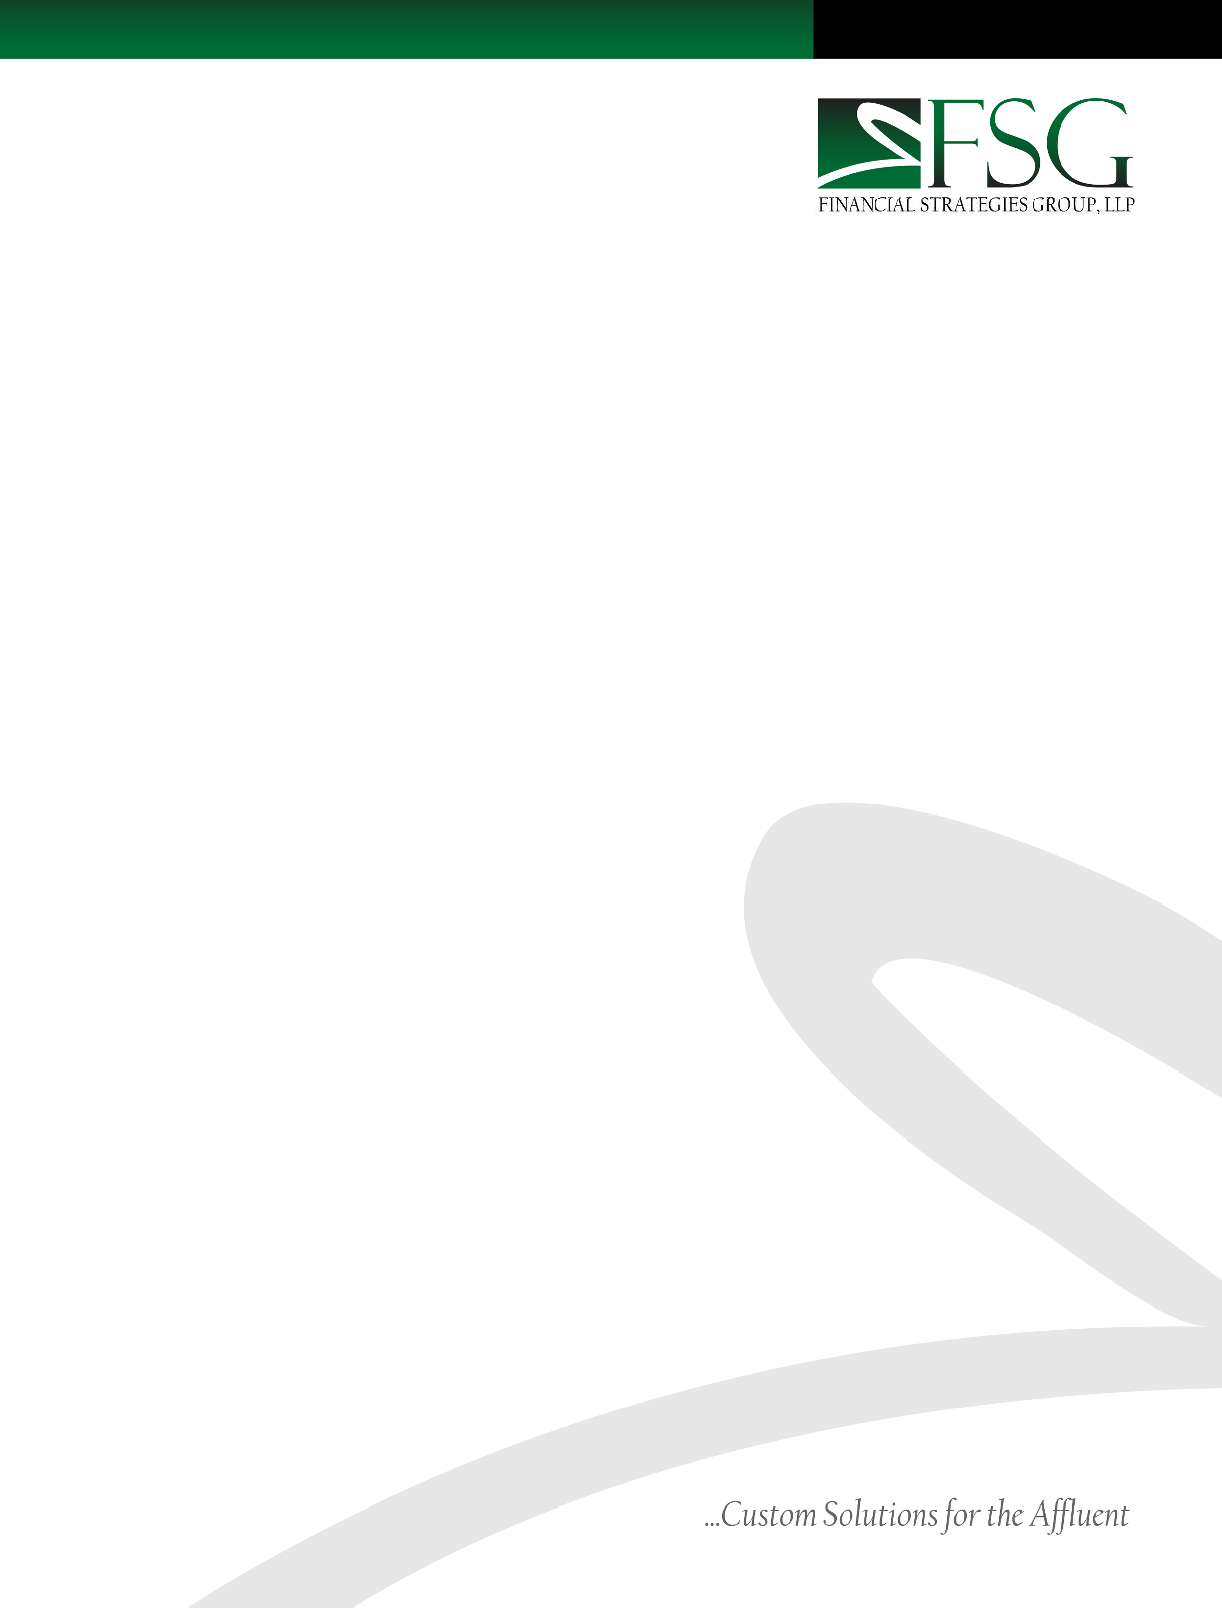 FSG
FINANCIAL STRATEGIES GROUP, LLP
...Custom Solutions for the Affluent